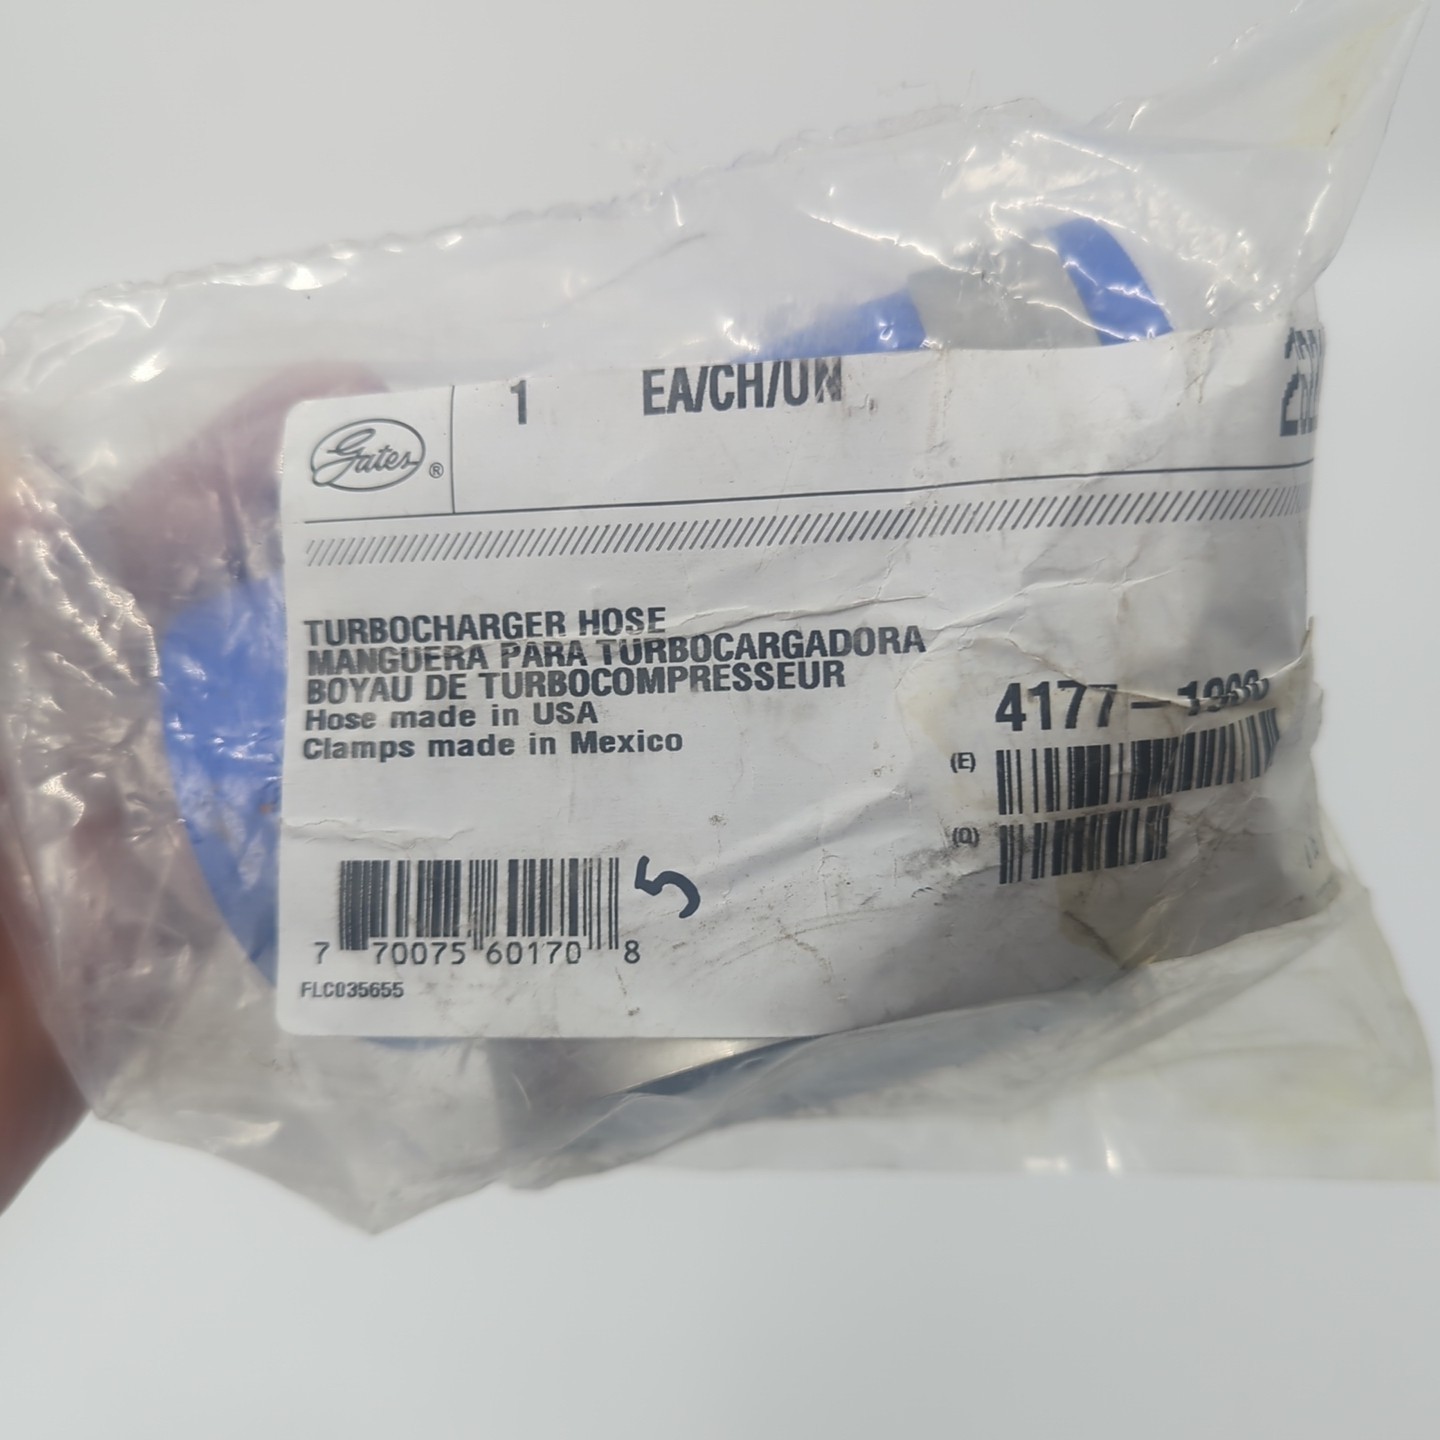 1 EA/CH/UN
Gates®
TURBOCHARGER HOSE
MANGUERA PARA TURBOCARGADORA
BOYAU DE TURBOCOMPRESSEUR
Hose made in USA
Clamps made in Mexico
4177-
(E)
(Q)
5
7 70075 60170 8
FLC035655